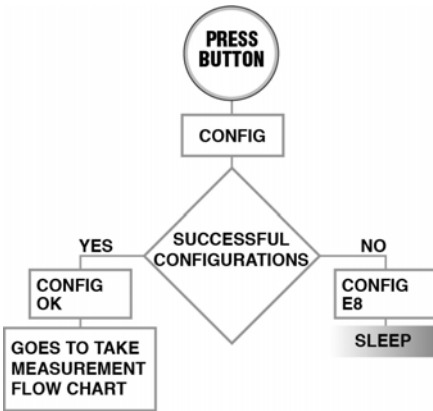 PRESS
BUTTON
CONFIG
SUCCESSFUL
CONFIGURATIONS
YES
NO
CONFIG
OK
CONFIG
E8
GOES TO TAKE
MEASUREMENT
FLOW CHART
SLEEP